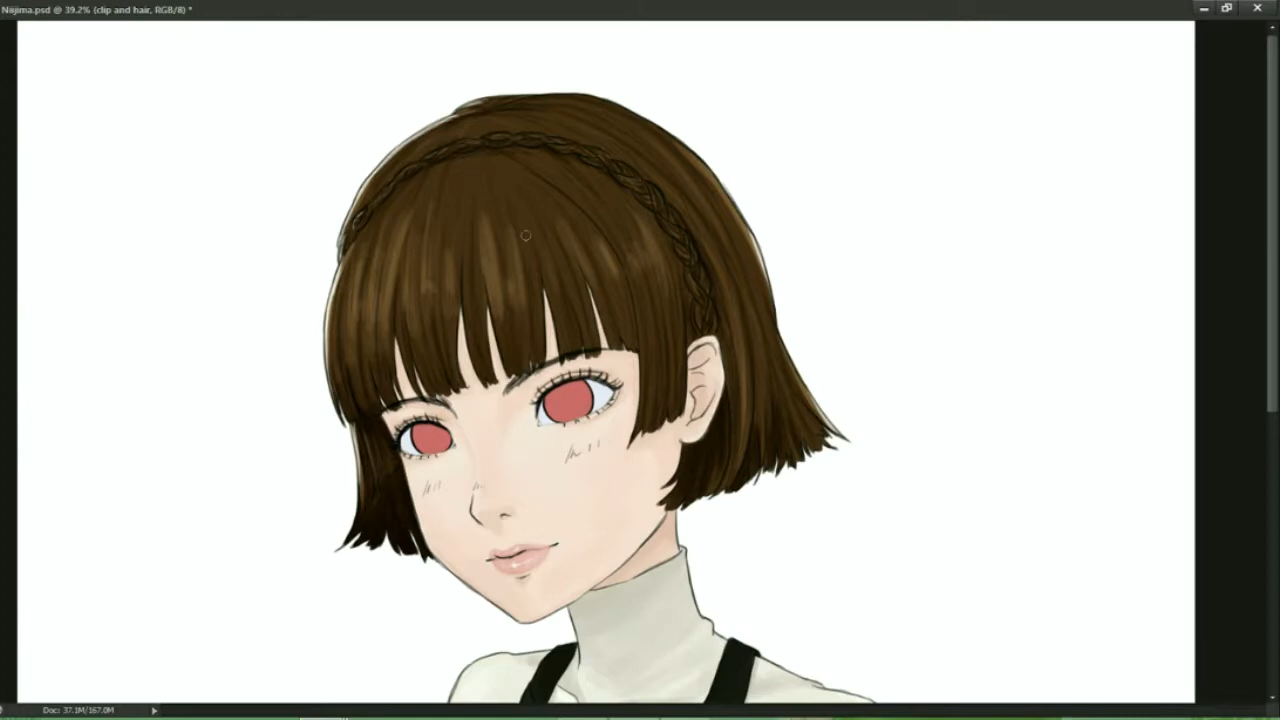 Niijima.psd @ 39.2% (clip and hair, RGB/8) *
Doc: 37.1M/167.0M